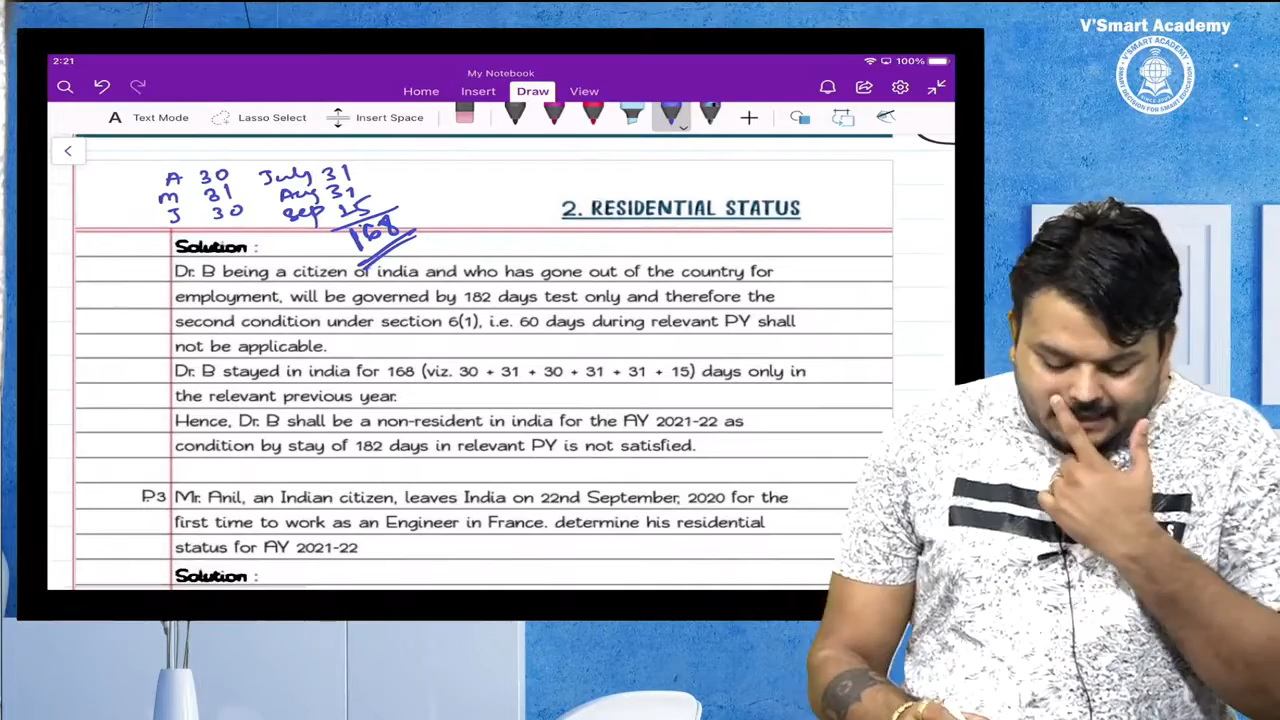 V'Smart Academy
V'SMART ACADEMY
SMART DECISION FOR SMART EDUCATION
2:21
100%
My Notebook
Home Insert Draw View
Text Mode Lasso Select Insert Space
A 30 July 31
M 31 Aug 31
J 30 Sep 15
168
2. RESIDENTIAL STATUS
Solution :
Dr. B being a citizen of india and who has gone out of the country for
employment, will be governed by 182 days test only and therefore the
second condition under section 6(1), i.e. 60 days during relevant PY shall
not be applicable.
Dr. B stayed in india for 168 (viz. 30 + 31 + 30 + 31 + 31 + 15) days only in
the relevant previous year.
Hence, Dr. B shall be a non-resident in india for the AY 2021-22 as
condition by stay of 182 days in relevant PY is not satisfied.
P3 Mr. Anil, an Indian citizen, leaves India on 22nd September, 2020 for the
first time to work as an Engineer in France. determine his residential
status for AY 2021-22
Solution :